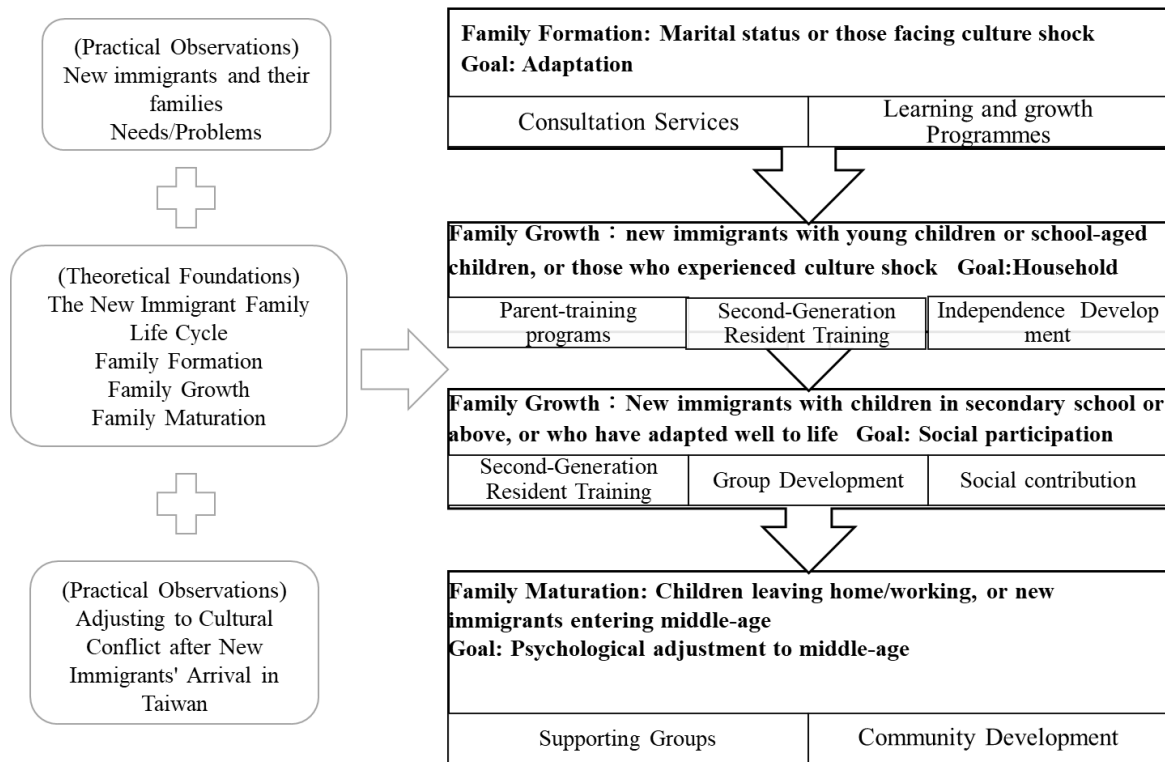 (Practical Observations)
New immigrants and their
families
Needs/Problems
(Theoretical Foundations)
The New Immigrant Family
Life Cycle
Family Formation
Family Growth
Family Maturation
(Practical Observations)
Adjusting to Cultural
Conflict after New
Immigrants' Arrival in
Taiwan
Family Formation: Marital status or those facing culture shock
Goal: Adaptation
Consultation Services
Learning and growth
Programmes
Family Growth：new immigrants with young children or school-aged
children, or those who experienced culture shock Goal:Household
Parent-training
programs
Second-Generation
Resident Training
Independence Develop
ment
Family Growth：New immigrants with children in secondary school or
above, or who have adapted well to life Goal: Social participation
Second-Generation
Resident Training
Group Development
Social contribution
Family Maturation: Children leaving home/working, or new
immigrants entering middle-age
Goal: Psychological adjustment to middle-age
Supporting Groups
Community Development